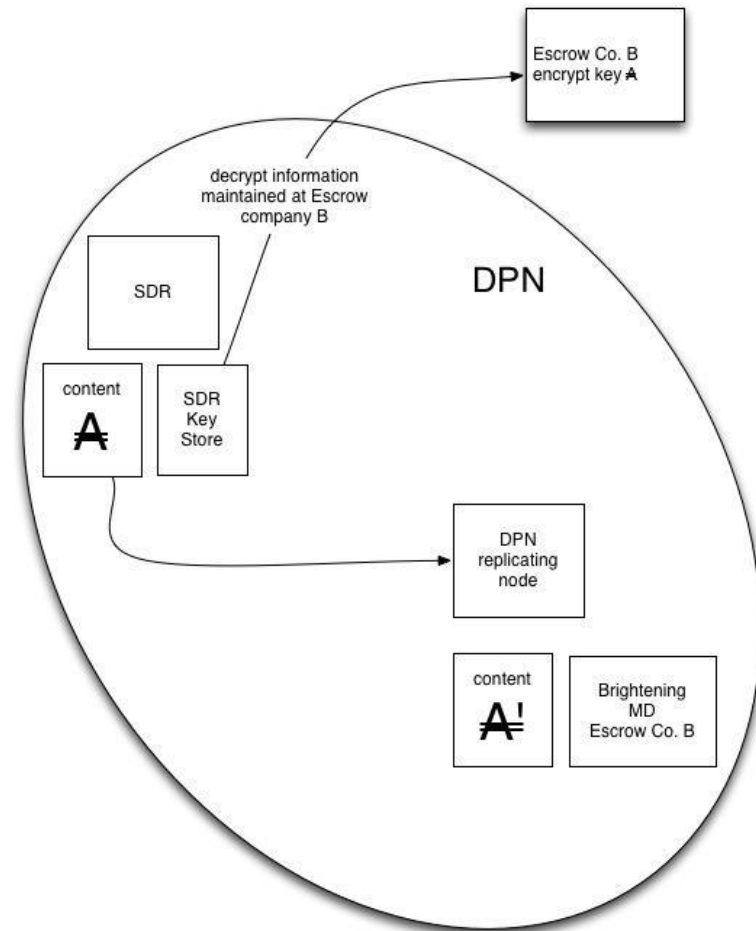 Escrow Co. B
encrypt key A̶
decrypt information
maintained at Escrow
company B
DPN
SDR
content
A̶
SDR
Key
Store
DPN
replicating
node
content
A̶'
Brightening
MD
Escrow Co. B